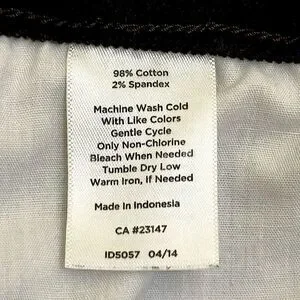 98% Cotton
2% Spandex
Machine Wash Cold
With Like Colors
Gentle Cycle
Only Non-Chlorine
Bleach When Needed
Tumble Dry Low
Warm Iron, If Needed
Made in Indonesia
CA #23147
ID5057 04/14